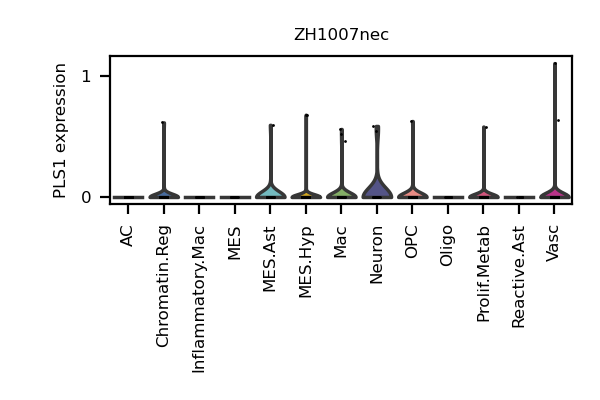 ZH1007nec
PLS1 expression
1
0
AC
Chromatin.Reg
Inflammatory.Mac
MES
MES.Ast
MES.Hyp
Mac
Neuron
OPC
Oligo
Prolif.Metab
Reactive.Ast
Vasc